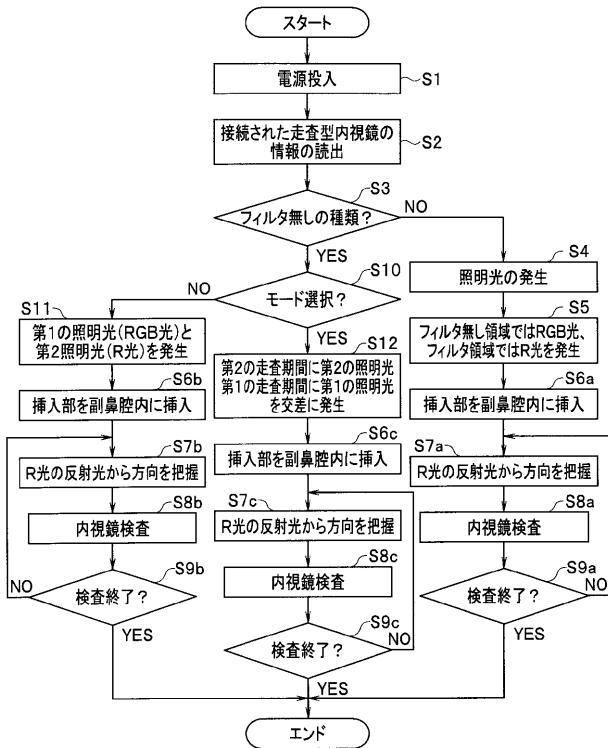 スタート
電源投入
S1
接続された走査型内視鏡の
情報の読出
S2
フィルタ無しの種類?
S3
NO
YES
モード選択?
S10
NO
YES
照明光の発生
S4
フィルタ無し領域ではRGB光、
フィルタ領域ではR光を発生
S5
挿入部を副鼻腔内に挿入
S6a
R光の反射光から方向を把握
S7a
内視鏡検査
S8a
検査終了?
S9a
NO
YES
S11
第1の照明光(RGB光)と
第2照明光(R光)を発生
S6b
挿入部を副鼻腔内に挿入
S7b
R光の反射光から方向を把握
S8b
内視鏡検査
S9b
検査終了?
NO
YES
S12
第2の走査期間に第2の照明光
第1の走査期間に第1の照明光
を交差に発生
S6c
挿入部を副鼻腔内に挿入
S7c
R光の反射光から方向を把握
S8c
内視鏡検査
S9c
検査終了?
NO
YES
エンド